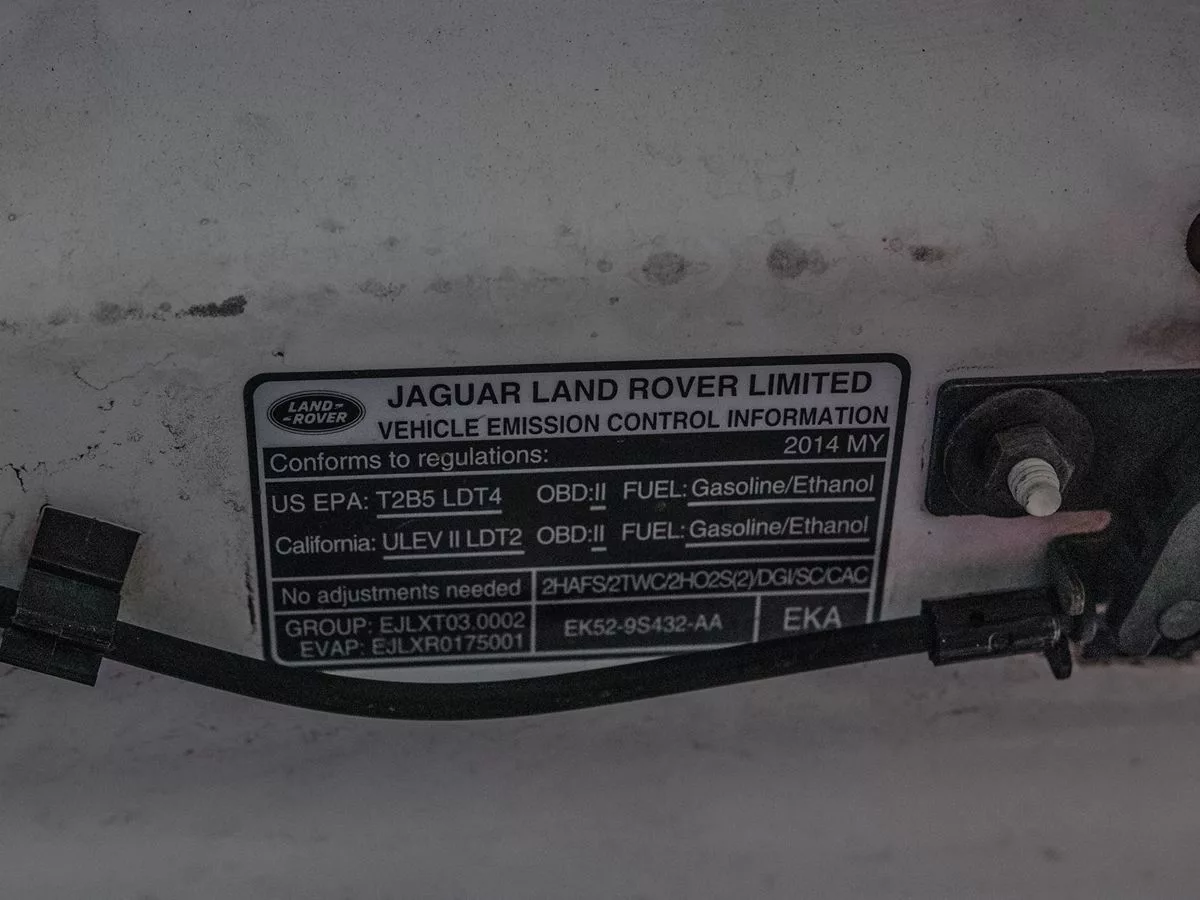 LAND-
-ROVER
JAGUAR LAND ROVER LIMITED
VEHICLE EMISSION CONTROL INFORMATION
Conforms to regulations: 2014 MY
US EPA: T2B5 LDT4 OBD:II FUEL: Gasoline/Ethanol
California: ULEV II LDT2 OBD:II FUEL: Gasoline/Ethanol
No adjustments needed 2HAFS/2TWC/2HO2S(2)/DGI/SC/CAC
GROUP: EJLXT03.0002 EK52-9S432-AA EKA
EVAP: EJLXR0175001